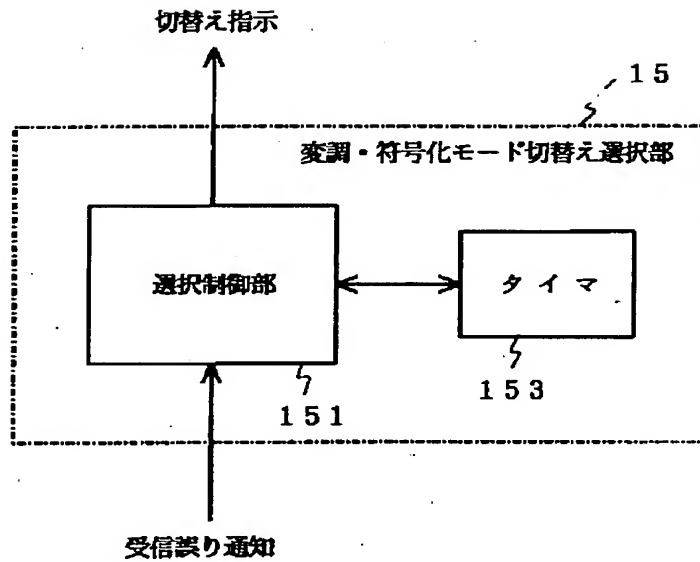 切替え指示
１５
変調・符号化モード切替え選択部
選択制御部
タイマ
１５１
１５３
受信誤り通知